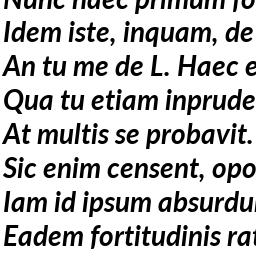 Nunc haec primum fo
Idem iste, inquam, de
An tu me de L. Haec e
Qua tu etiam inprude
At multis se probavit.
Sic enim censent, opo
Iam id ipsum absurdu
Eadem fortitudinis rat